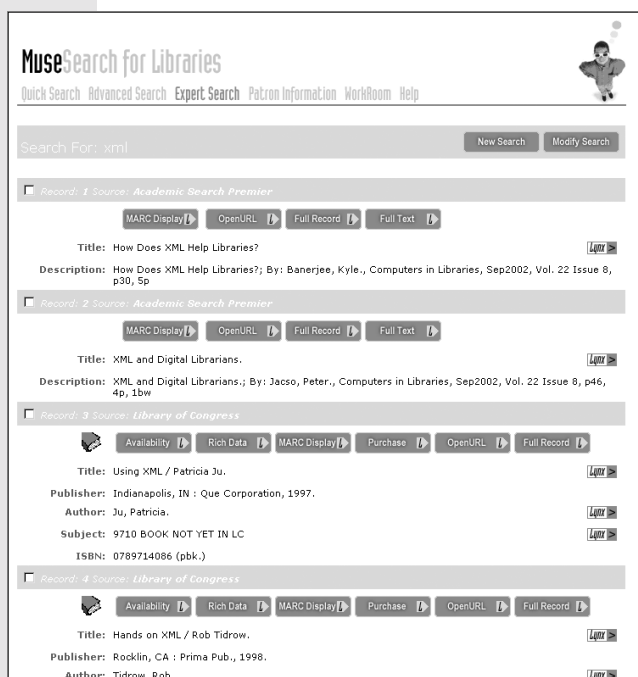 MuseSearch for Libraries
Quick Search Advanced Search Expert Search Patron Information WorkRoom Help
Search For: xml New Search Modify Search
Record: 1 Source: Academic Search Premier
MARC Display OpenURL Full Record Full Text
Title: How Does XML Help Libraries? Lynx >
Description: How Does XML Help Libraries?; By: Banerjee, Kyle., Computers in Libraries, Sep2002, Vol. 22 Issue 8,
p30, 5p
Record: 2 Source: Academic Search Premier
MARC Display OpenURL Full Record Full Text
Title: XML and Digital Librarians. Lynx >
Description: XML and Digital Librarians.; By: Jacso, Peter., Computers in Libraries, Sep2002, Vol. 22 Issue 8, p46,
4p, 1bw
Record: 3 Source: Library of Congress
Availability Rich Data MARC Display Purchase OpenURL Full Record
Title: Using XML / Patricia Ju. Lynx >
Publisher: Indianapolis, IN : Que Corporation, 1997.
Author: Ju, Patricia. Lynx >
Subject: 9710 BOOK NOT YET IN LC Lynx >
ISBN: 0789714086 (pbk.)
Record: 4 Source: Library of Congress
Availability Rich Data MARC Display Purchase OpenURL Full Record
Title: Hands on XML / Rob Tidrow. Lynx >
Publisher: Rocklin, CA : Prima Pub., 1998.
Author: Tidrow, Rob. Lynx >